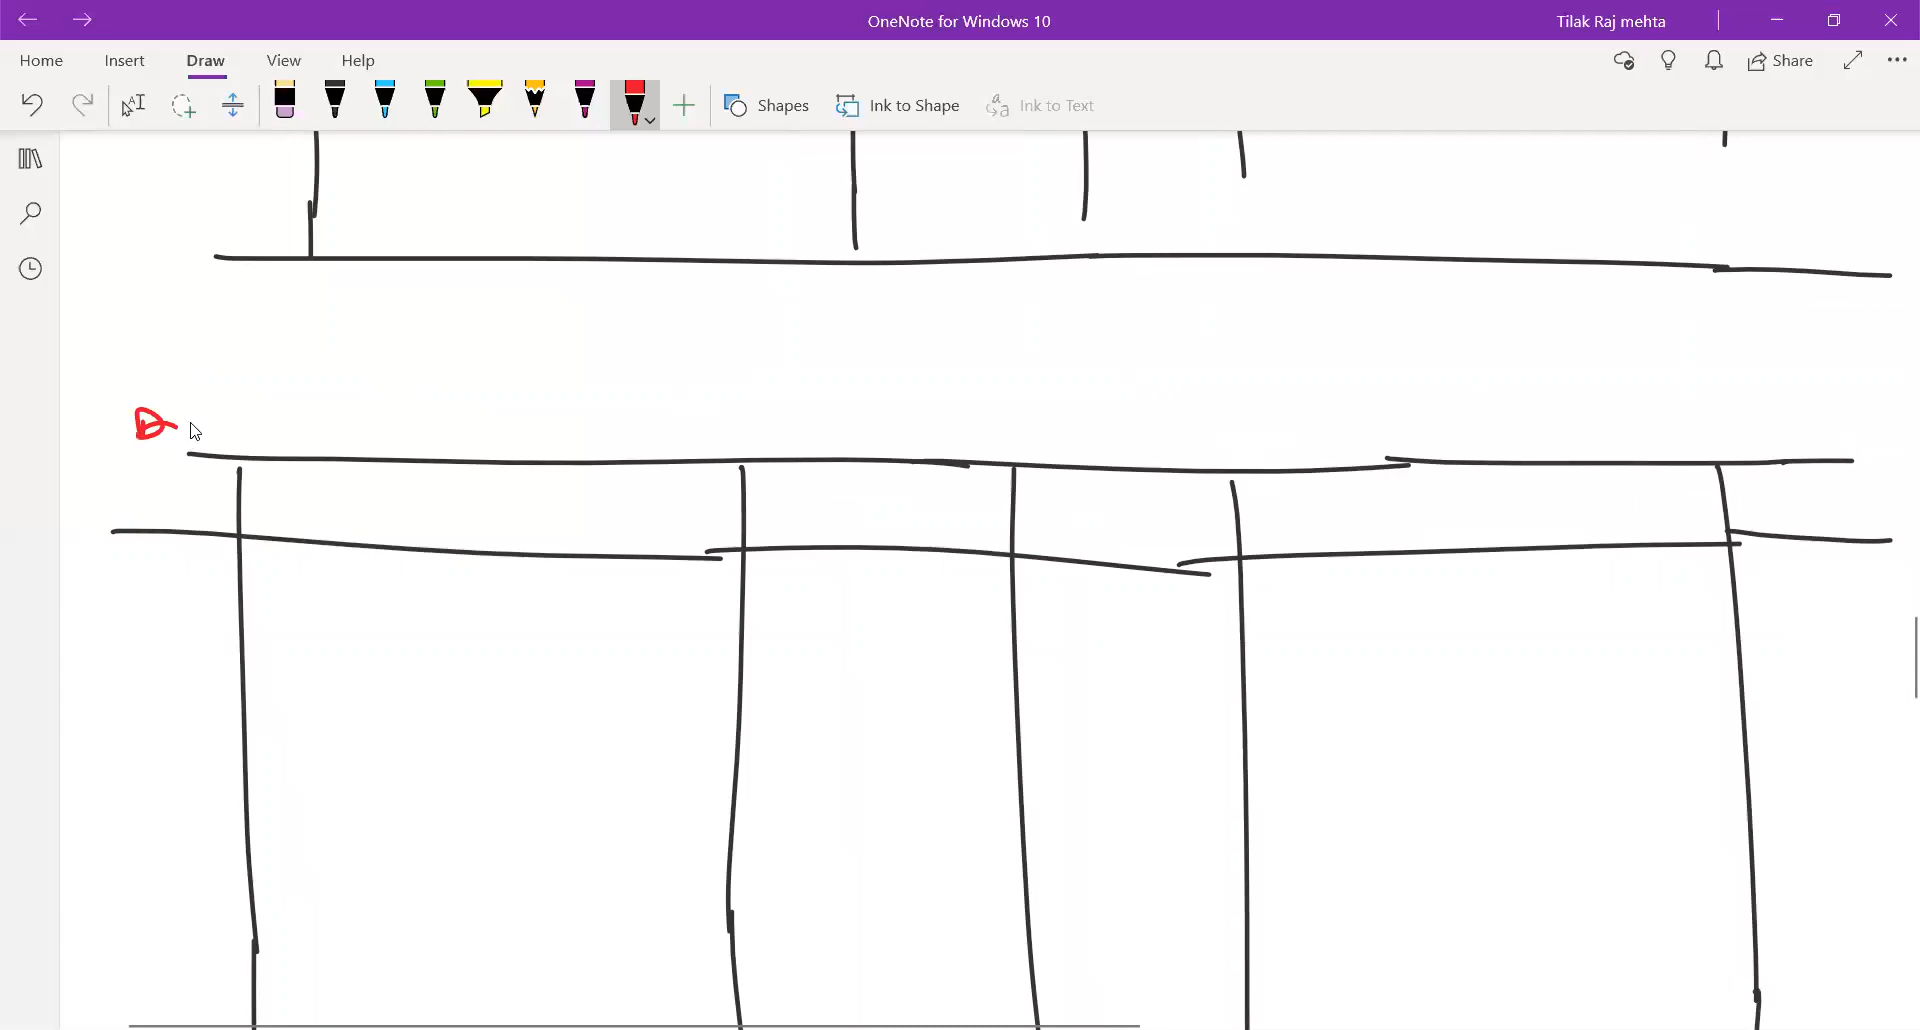 OneNote for Windows 10
Tilak Raj mehta
Home Insert Draw View Help
Share
Shapes
Ink to Shape
Ink to Text